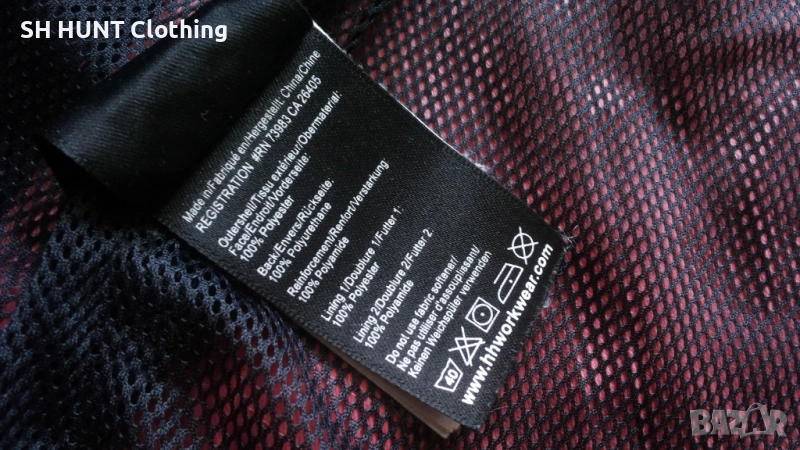 SH HUNT Clothing
Made in/Fabriqué en/Hergestellt: China/Chine
REGISTRATION #RN 73983 CA 26405
Outershell/Tissu extérieur/Obermaterial:
Face/Endroit/Vorderseite:
100% Polyester
Back/Envers/Rückseite:
100% Polyurethane
Reinforcement/Renfort/Verstärkung
100% Polyamide
Lining 1/Doublure 1/Futter 1:
100% Polyester
Lining 2/Doublure 2/Futter 2:
100% Polyamide
Do not use fabric softener/
Ne pas utiliser d'assouplissant/
Keinen Weichspüler verwenden
40
www.hhworkwear.com
BAZAR